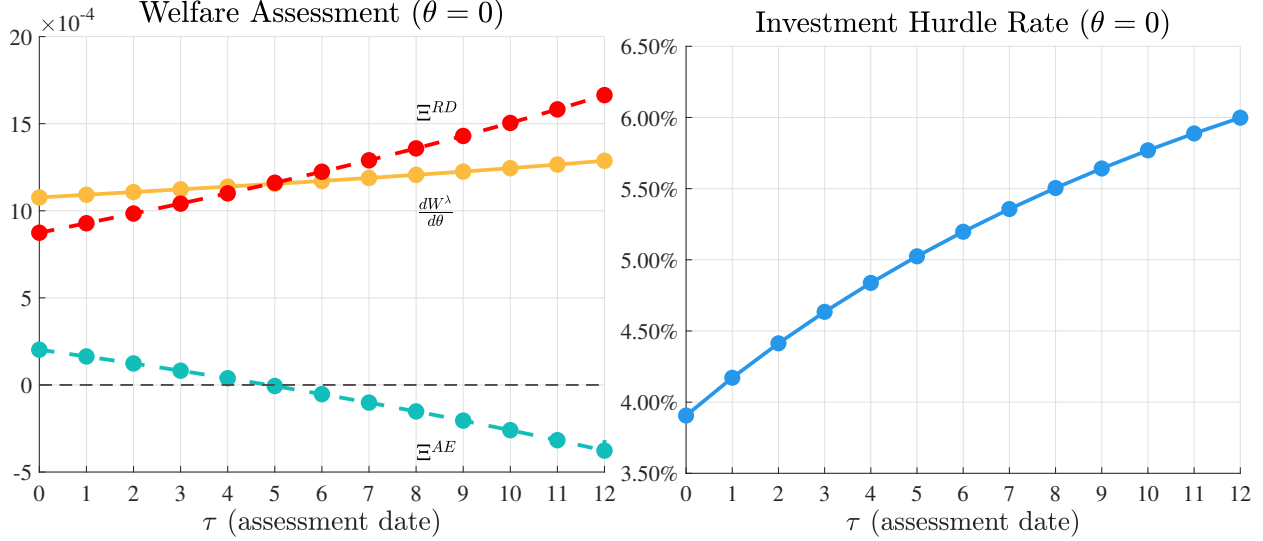 Welfare Assessment (θ = 0)
×10⁻⁴
20
15
10
5
0
-5
Ξ^{RD}
dW^λ
dθ
Ξ^{AE}
0 1 2 3 4 5 6 7 8 9 10 11 12
τ (assessment date)
Investment Hurdle Rate (θ = 0)
6.50%
6.00%
5.50%
5.00%
4.50%
4.00%
3.50%
0 1 2 3 4 5 6 7 8 9 10 11 12
τ (assessment date)